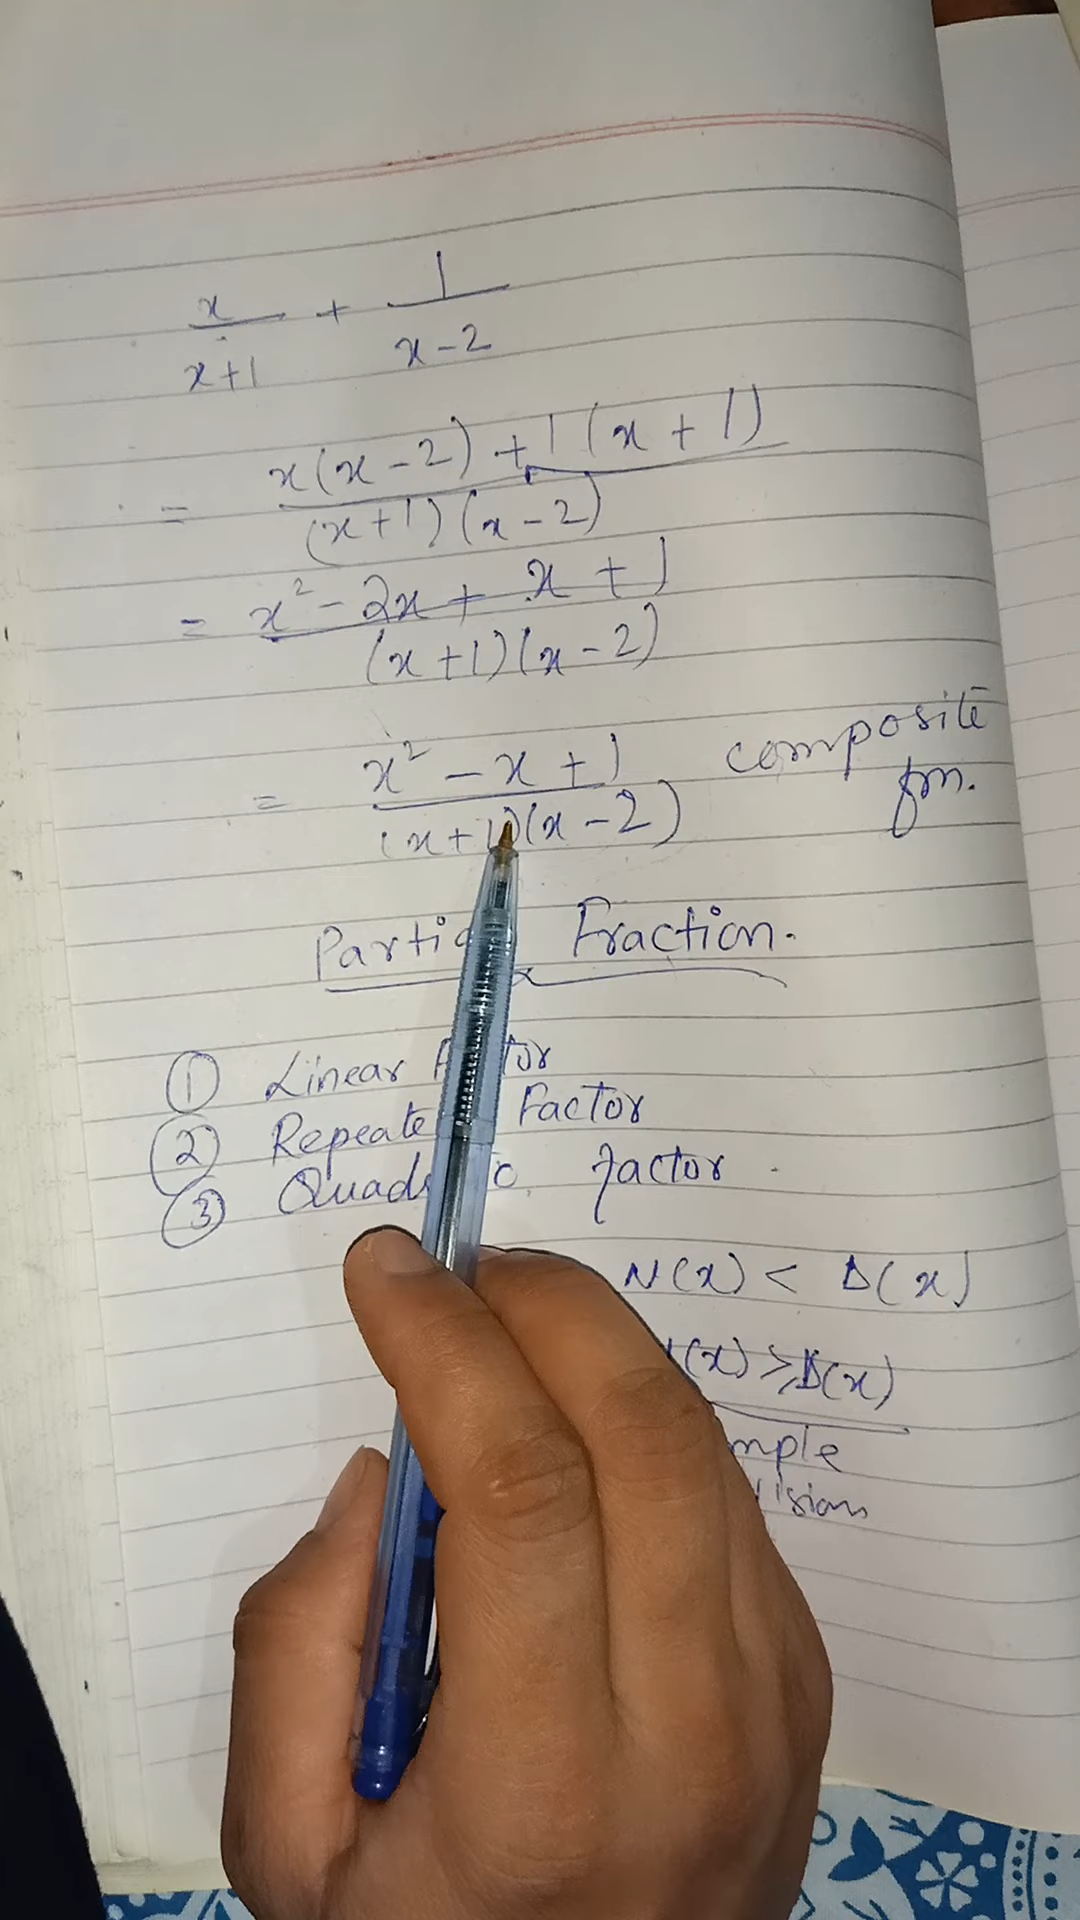 x/x+1 + 1/x-2
= x(x-2)+1(x+1)/(x+1)(x-2)
= x²-2x+x+1/(x+1)(x-2)
= x²-x+1/(x+1)(x-2) composite fn.
Fraction.
① Linear
② Factor
③ factor
N(x) < D(x)
(x) ⩾ D(x)